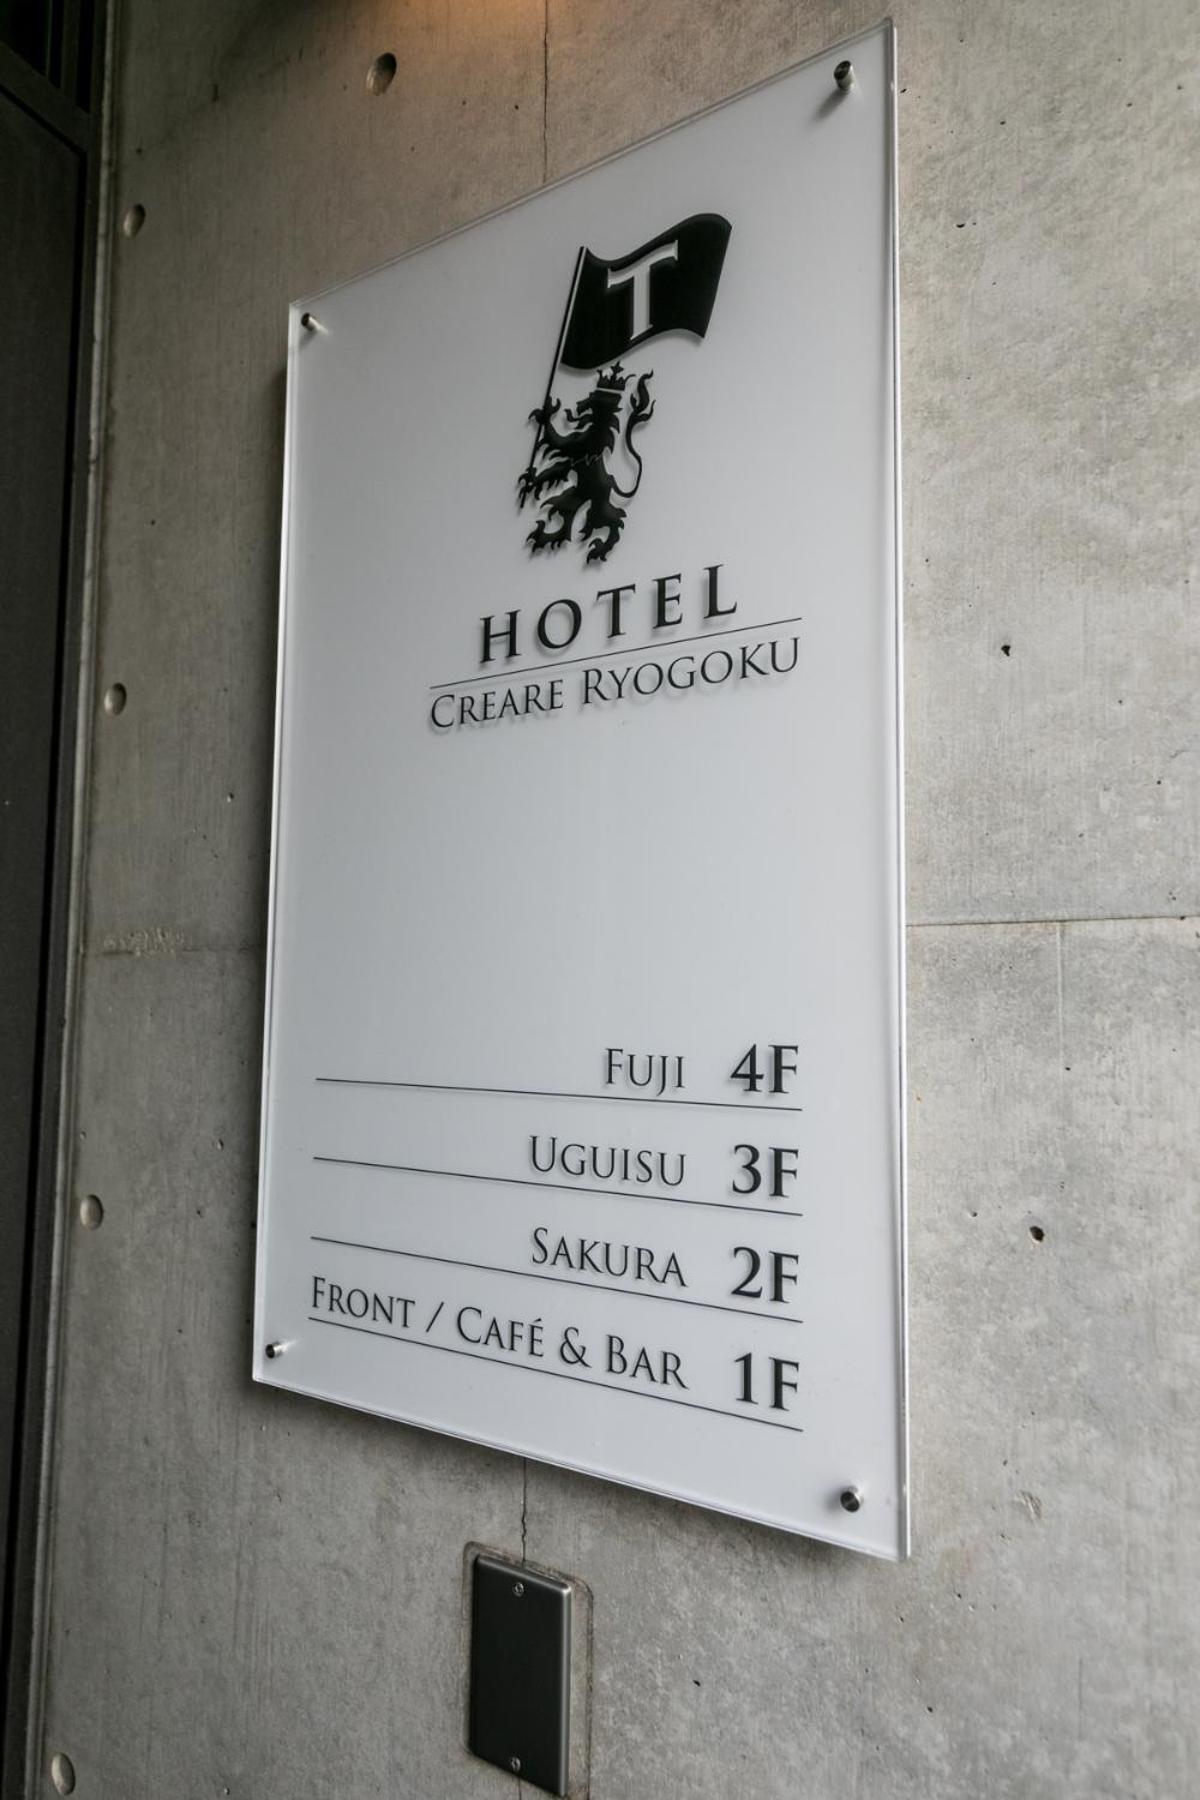 T
HOTEL
CREARE RYOGOKU
FUJI 4F
UGUISU 3F
SAKURA 2F
FRONT / CAFÉ & BAR 1F